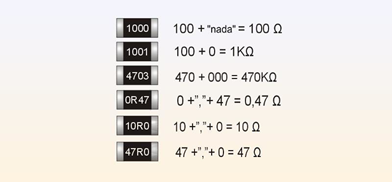 1000 100 + "nada" = 100 Ω
1001 100 + 0 = 1KΩ
4703 470 + 000 = 470KΩ
0R47 0 +”,”+ 47 = 0,47 Ω
10R0 10 +”,”+ 0 = 10 Ω
47R0 47 +”,”+ 0 = 47 Ω